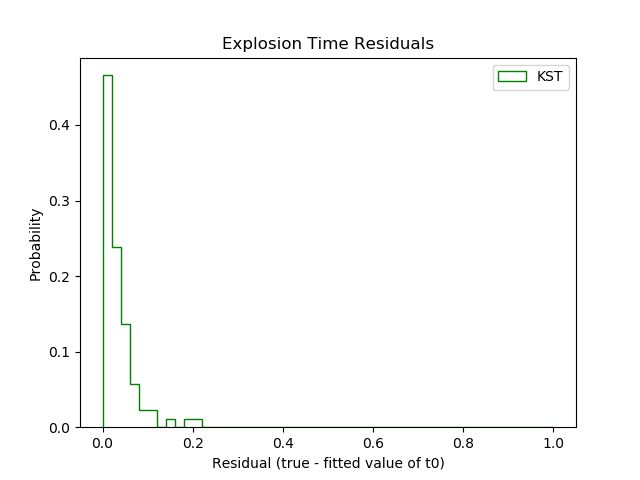 Explosion Time Residuals
KST
0.4
0.3
0.2
0.1
0.0
Probability
0.0 0.2 0.4 0.6 0.8 1.0
Residual (true - fitted value of t0)